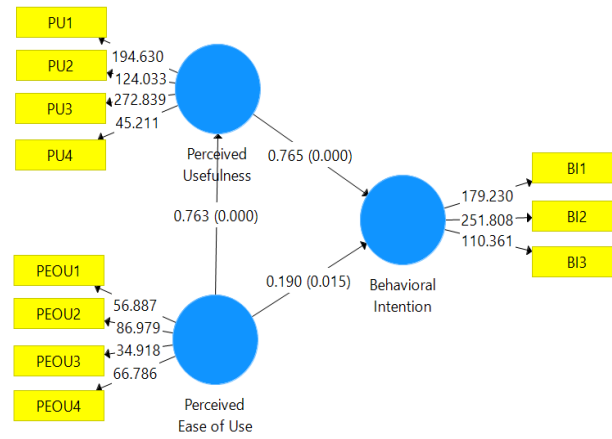 PU1
194.630
PU2
124.033
PU3
272.839
45.211
PU4
Perceived
Usefulness
0.765 (0.000)
BI1
179.230
BI2
251.808
110.361
BI3
0.763 (0.000)
PEOU1
56.887
PEOU2
86.979
PEOU3
34.918
66.786
PEOU4
0.190 (0.015)
Behavioral
Intention
Perceived
Ease of Use